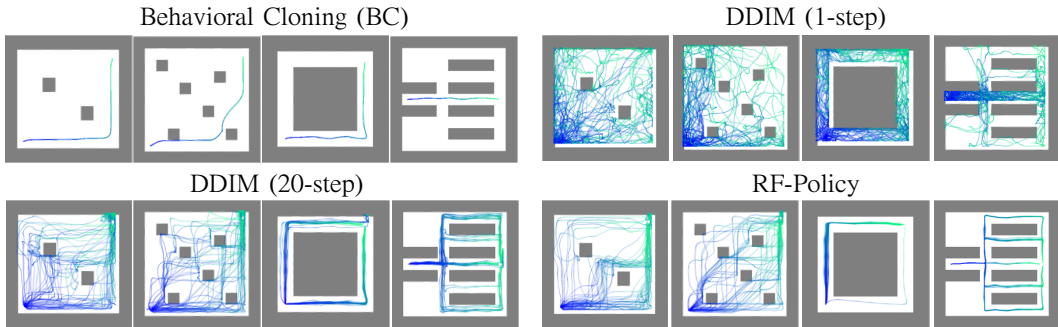 Behavioral Cloning (BC)
DDIM (1-step)
DDIM (20-step)
RF-Policy